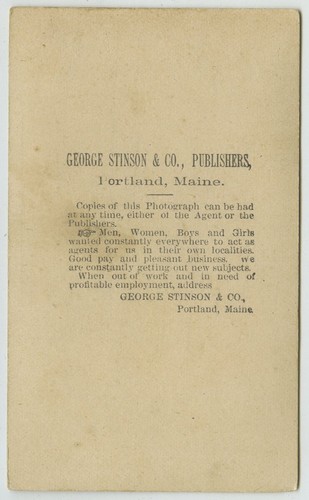 GEORGE STINSON & CO., PUBLISHERS,
Portland, Maine.
Copies of this Photograph can be had
at any time, either of the Agent or the
Publishers.
☞ Men, Women, Boys and Girls
wanted constantly everywhere to act as
agents for us in their own localities.
Good pay and pleasant business. We
are constantly getting out new subjects.
When out of work and in need of
profitable employment, address
GEORGE STINSON & CO.,
Portland, Maine